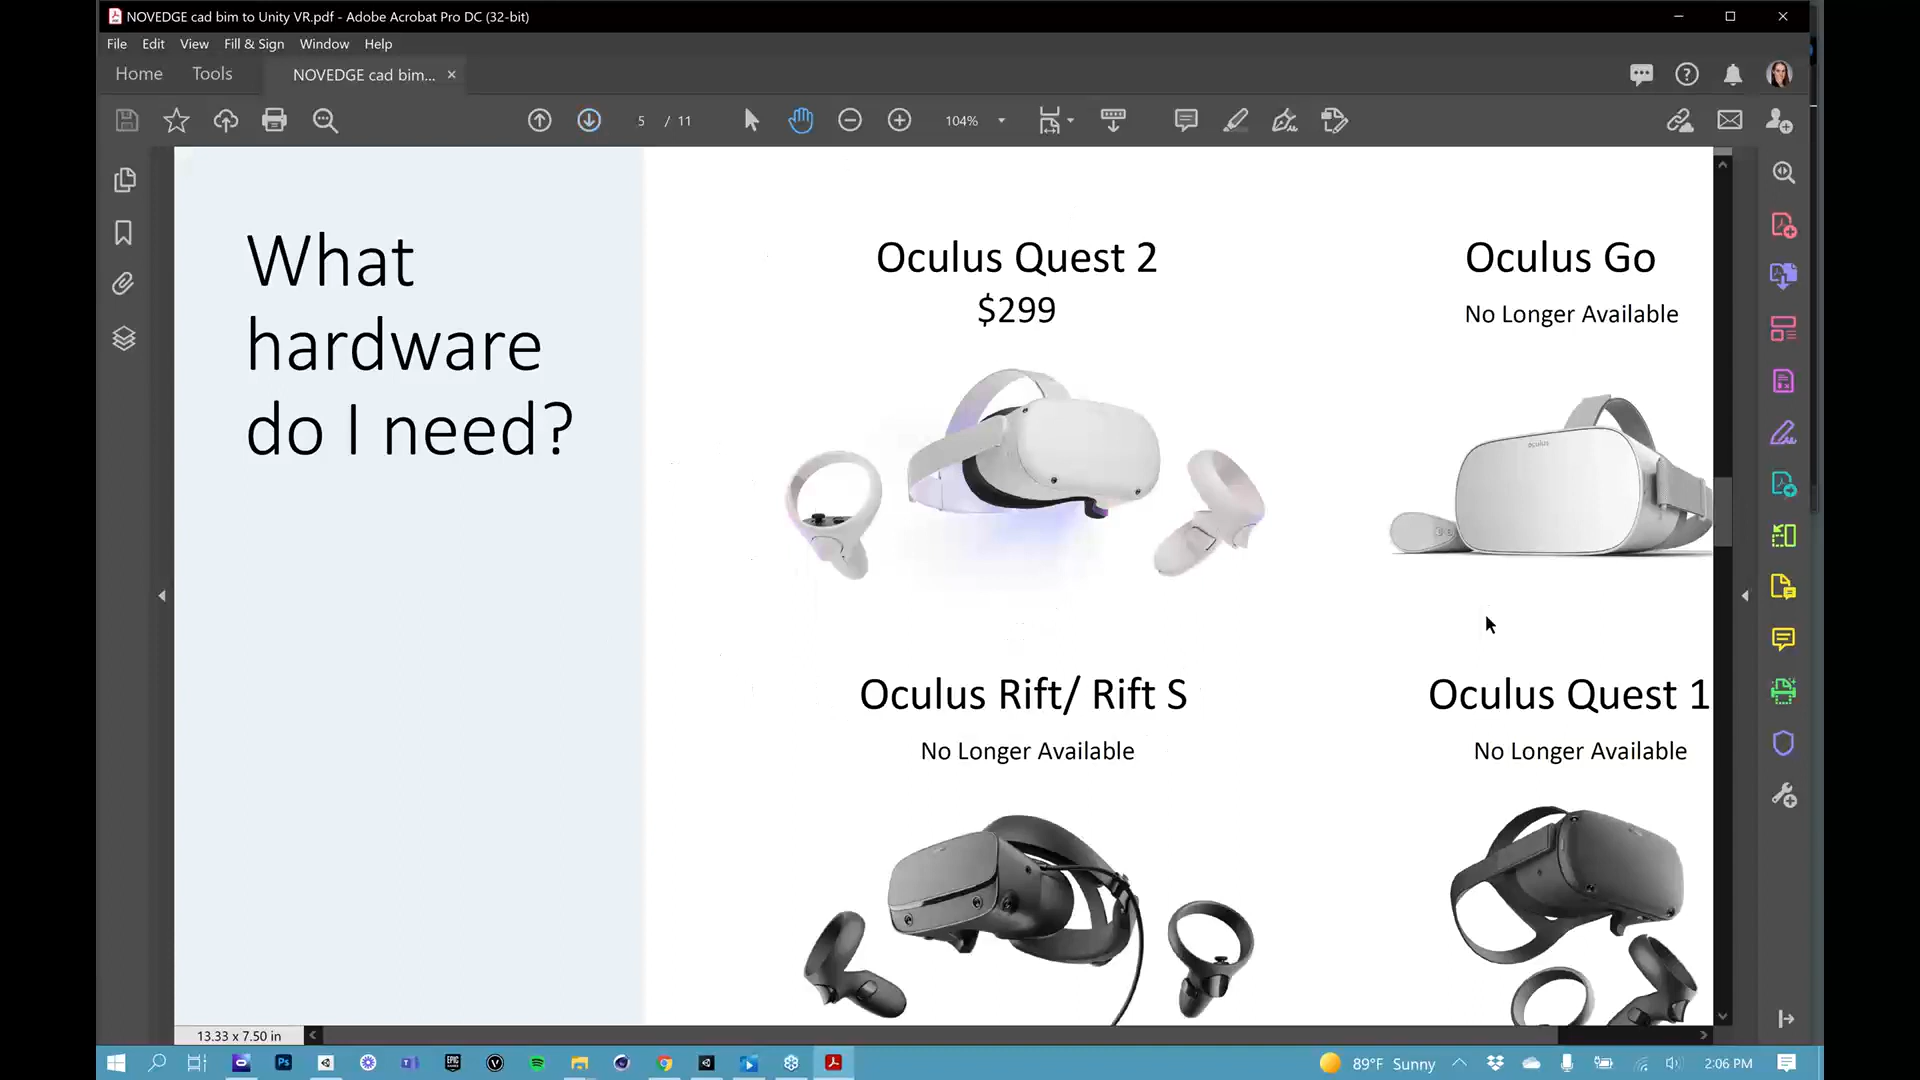 NOVEDGE cad bim to Unity VR.pdf - Adobe Acrobat Pro DC (32-bit)
File Edit View Fill & Sign Window Help
Home Tools NOVEDGE cad bim...
5 / 11 104%
What
hardware
do I need?
Oculus Quest 2
$299
Oculus Go
No Longer Available
oculus
Oculus Rift/ Rift S
No Longer Available
Oculus Quest 1
No Longer Available
13.33 x 7.50 in
89°F Sunny 2:06 PM